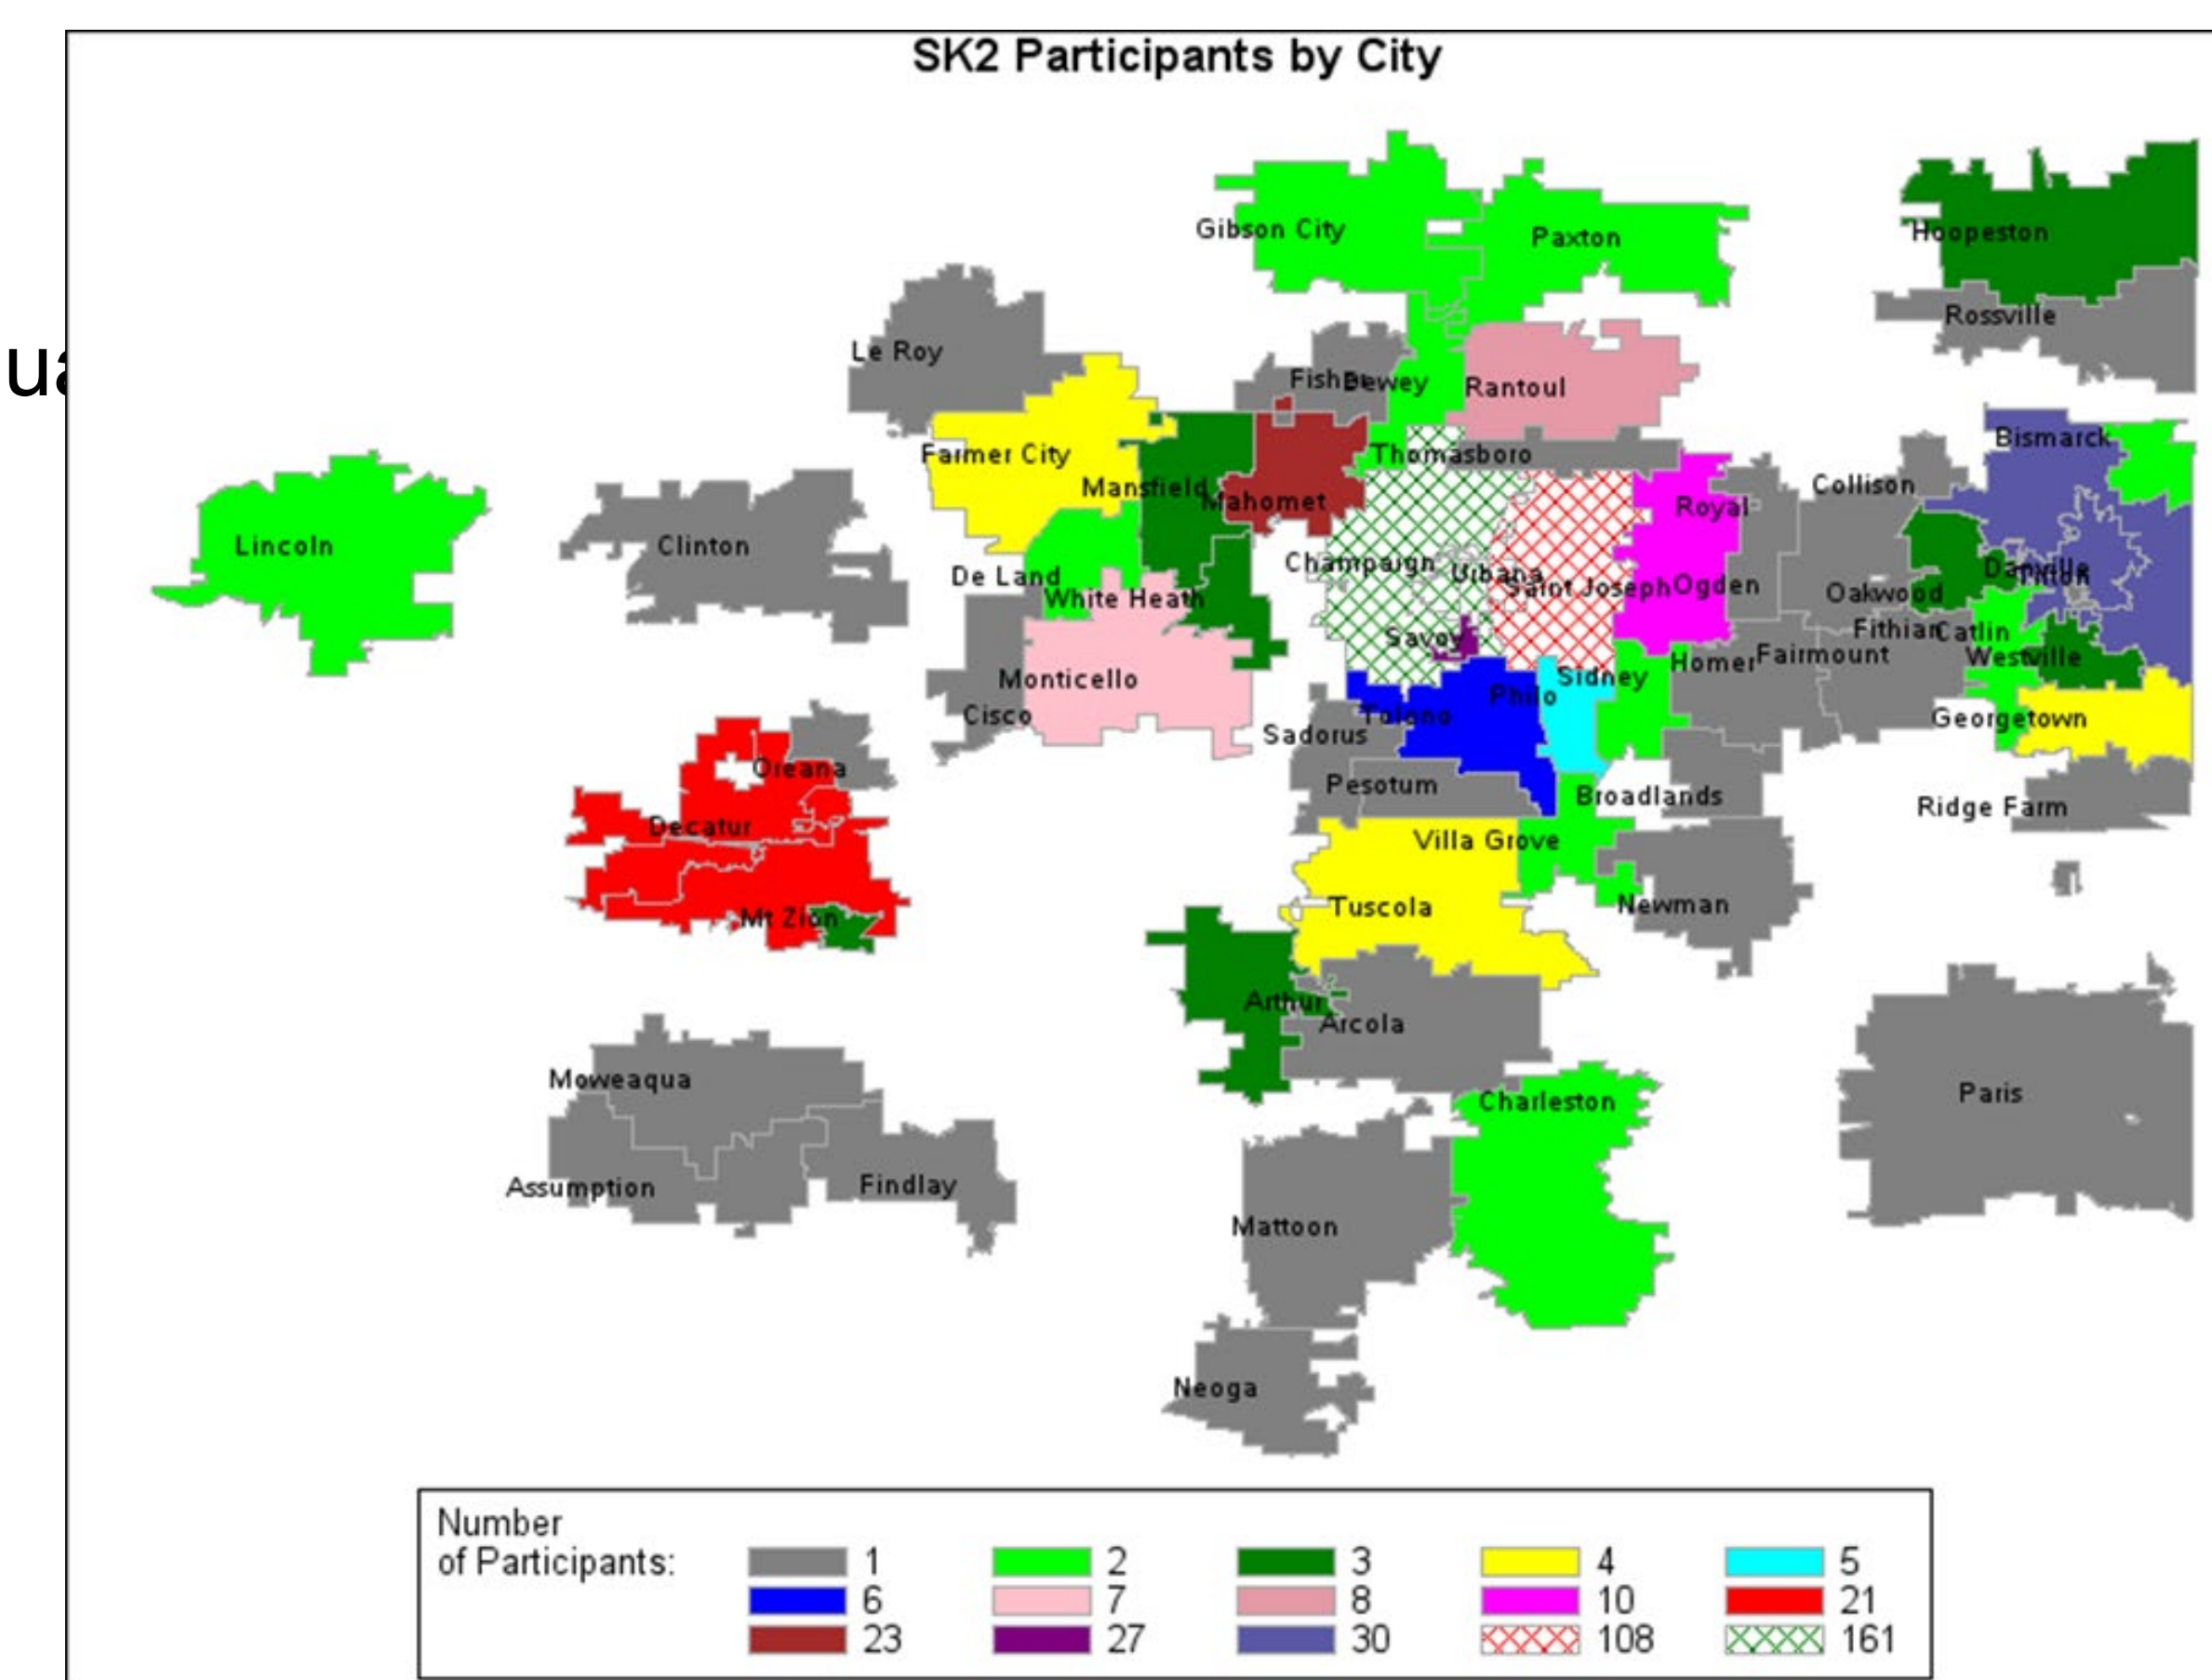 SK2 Participants by City
Gibson City
Paxton
Hoopeston
Rossville
Le Roy
Fisher
Dewey
Rantoul
Farmer City
Thomasboro
Bismarck
Mansfield
Mahomet
Royal
Collison
Lincoln
Clinton
Champaign
Urbana
De Land
White Heath
Saint Joseph
Ogden
Oakwood
Danville
Tilton
Savoy
Fithian
Catlin
Monticello
Sidney
Homer
Fairmount
Westville
Cisco
Philo
Tolono
Sadorus
Georgetown
Oreana
Pesotum
Broadlands
Ridge Farm
Decatur
Villa Grove
Mt Zion
Tuscola
Newman
Arthur
Arcola
Moweaqua
Charleston
Paris
Assumption
Findlay
Mattoon
Neoga
Number
of Participants:
1 2 3 4 5
6 7 8 10 21
23 27 30 108 161